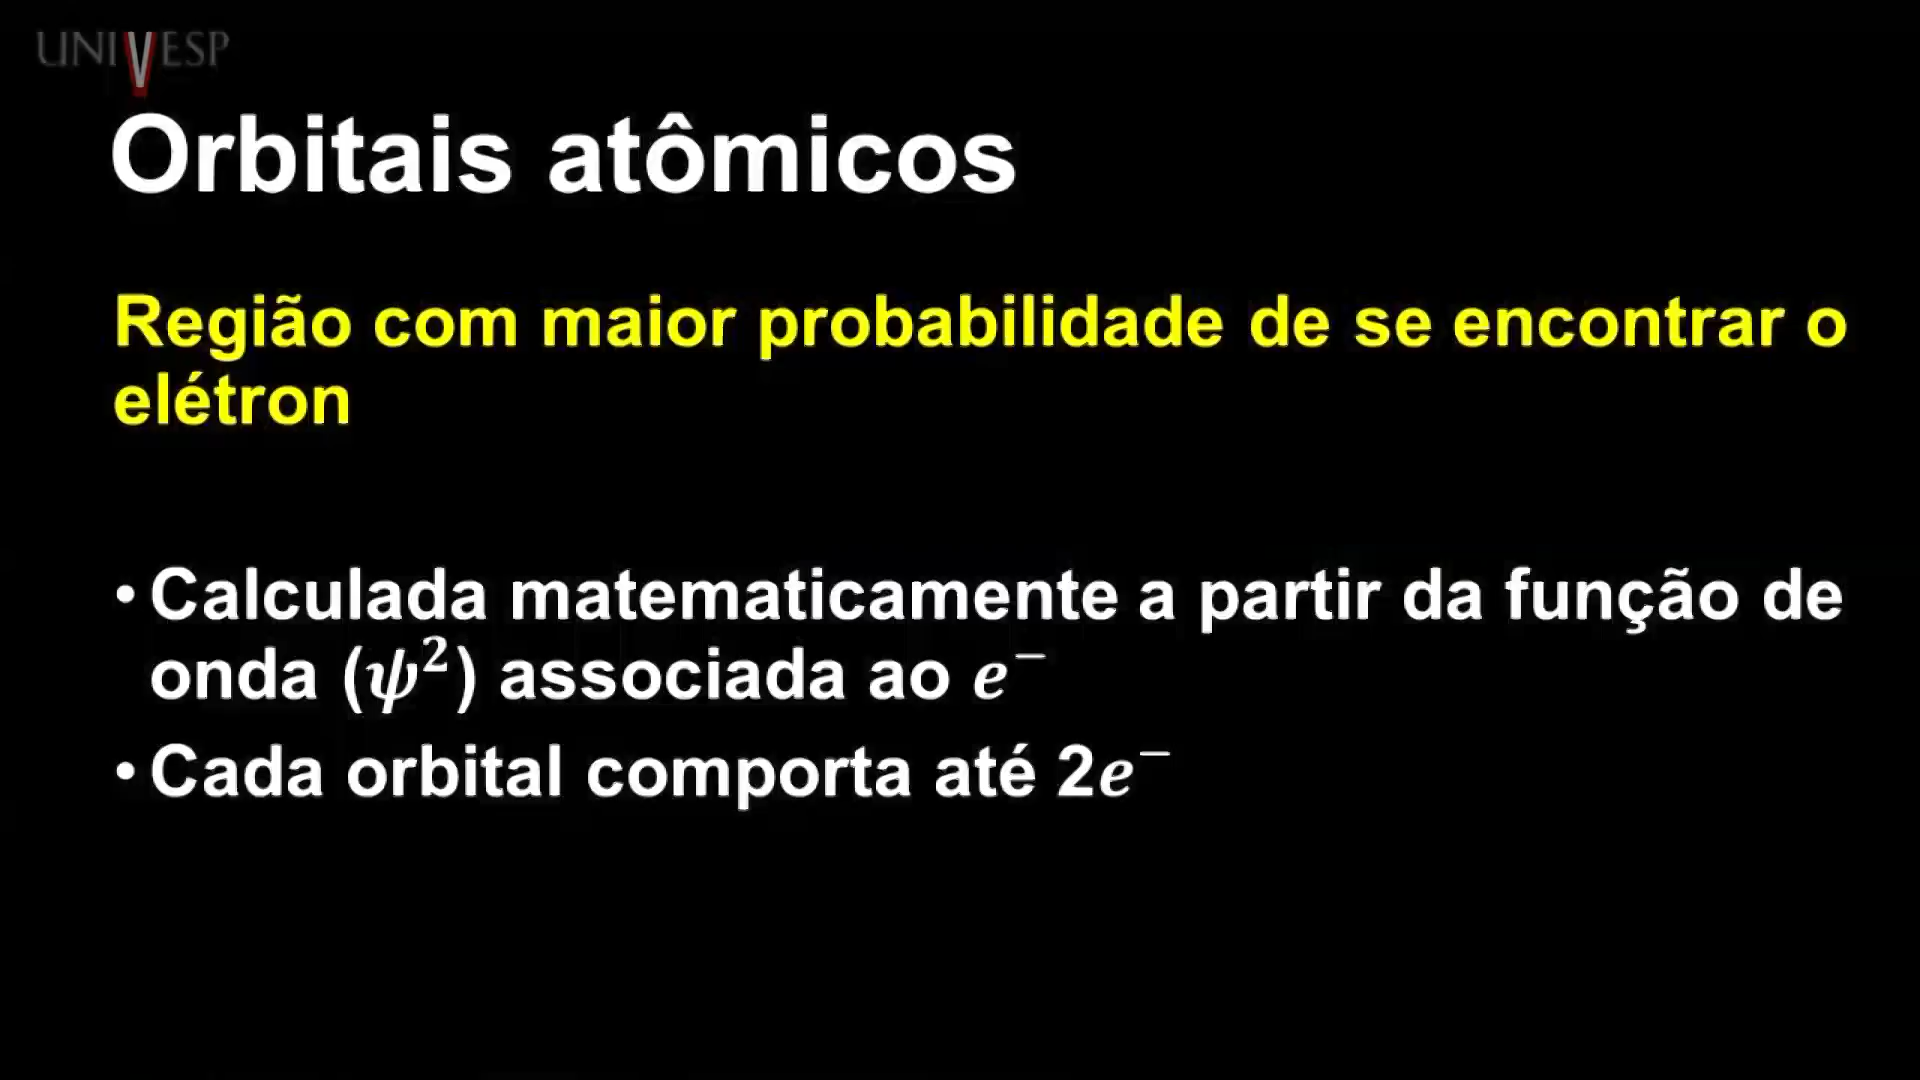 UNIVESP
Orbitais atômicos
Região com maior probabilidade de se encontrar o
elétron
• Calculada matematicamente a partir da função de
onda (ψ²) associada ao e⁻
• Cada orbital comporta até 2e⁻